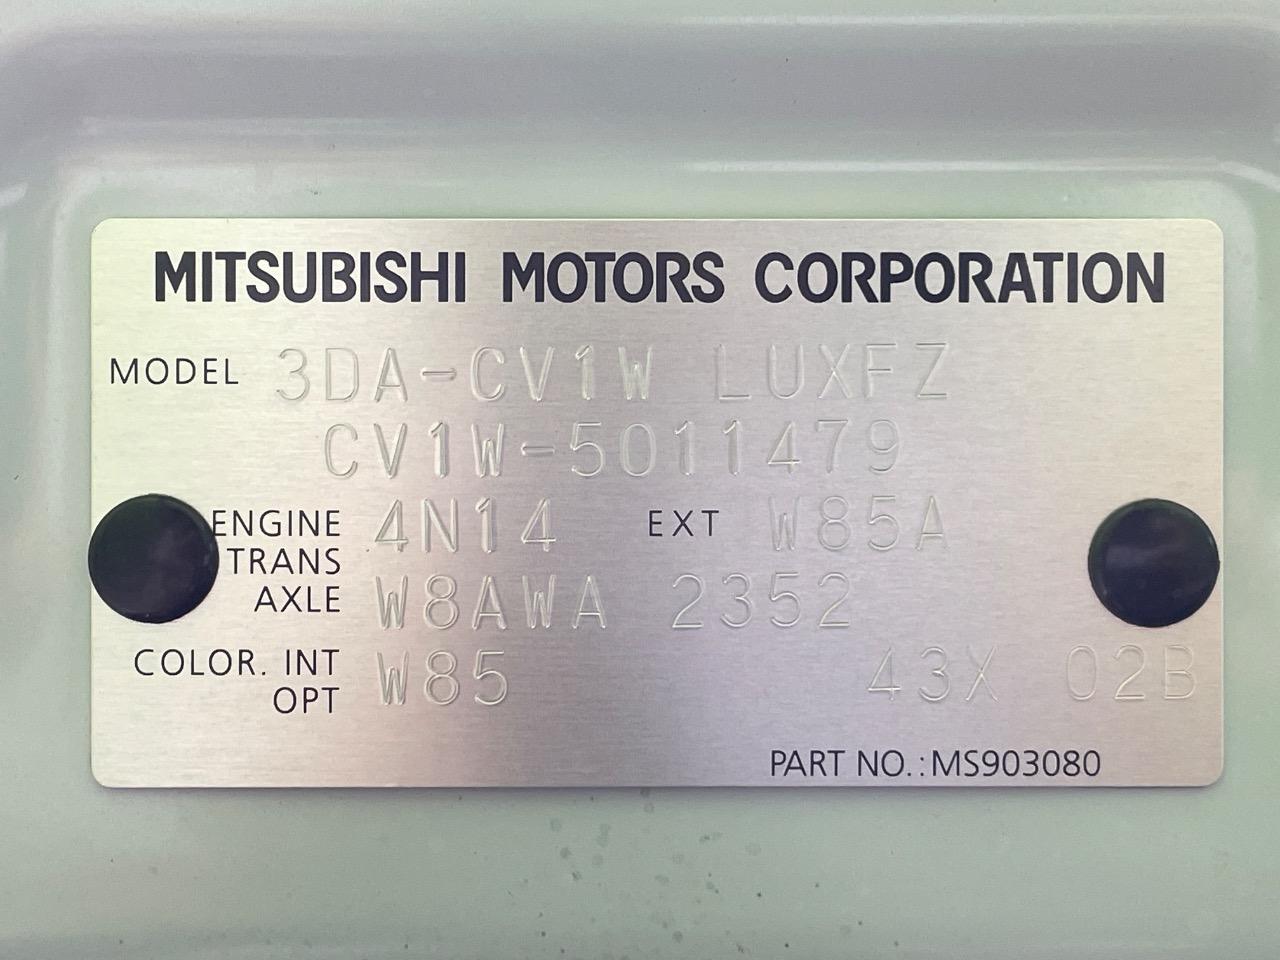 MITSUBISHI MOTORS CORPORATION
MODEL 3DA-CV1W LUXFZ
CV1W-5011479
ENGINE 4N14 EXT W85A
TRANS
AXLE W8AWA 2352
COLOR. INT W85 43X 02B
OPT
PART NO.:MS903080